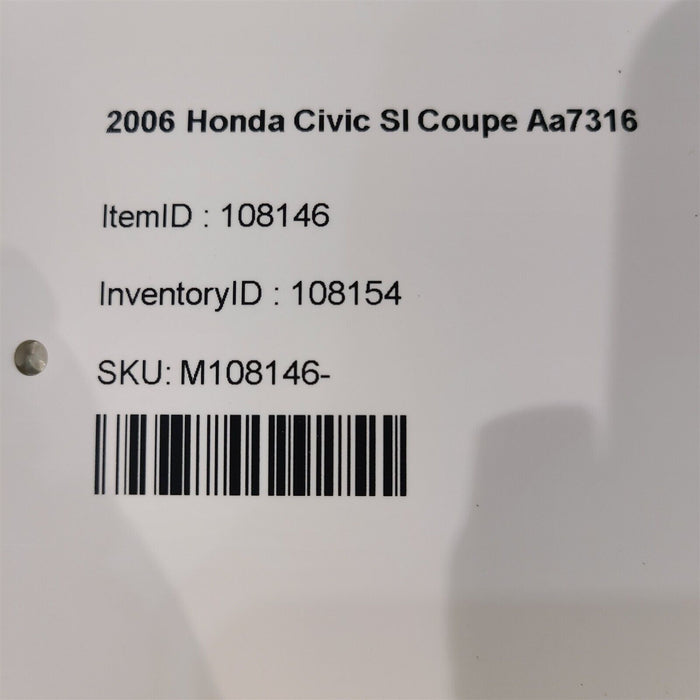 2006 Honda Civic SI Coupe Aa7316
ItemID : 108146
InventoryID : 108154
SKU: M108146-